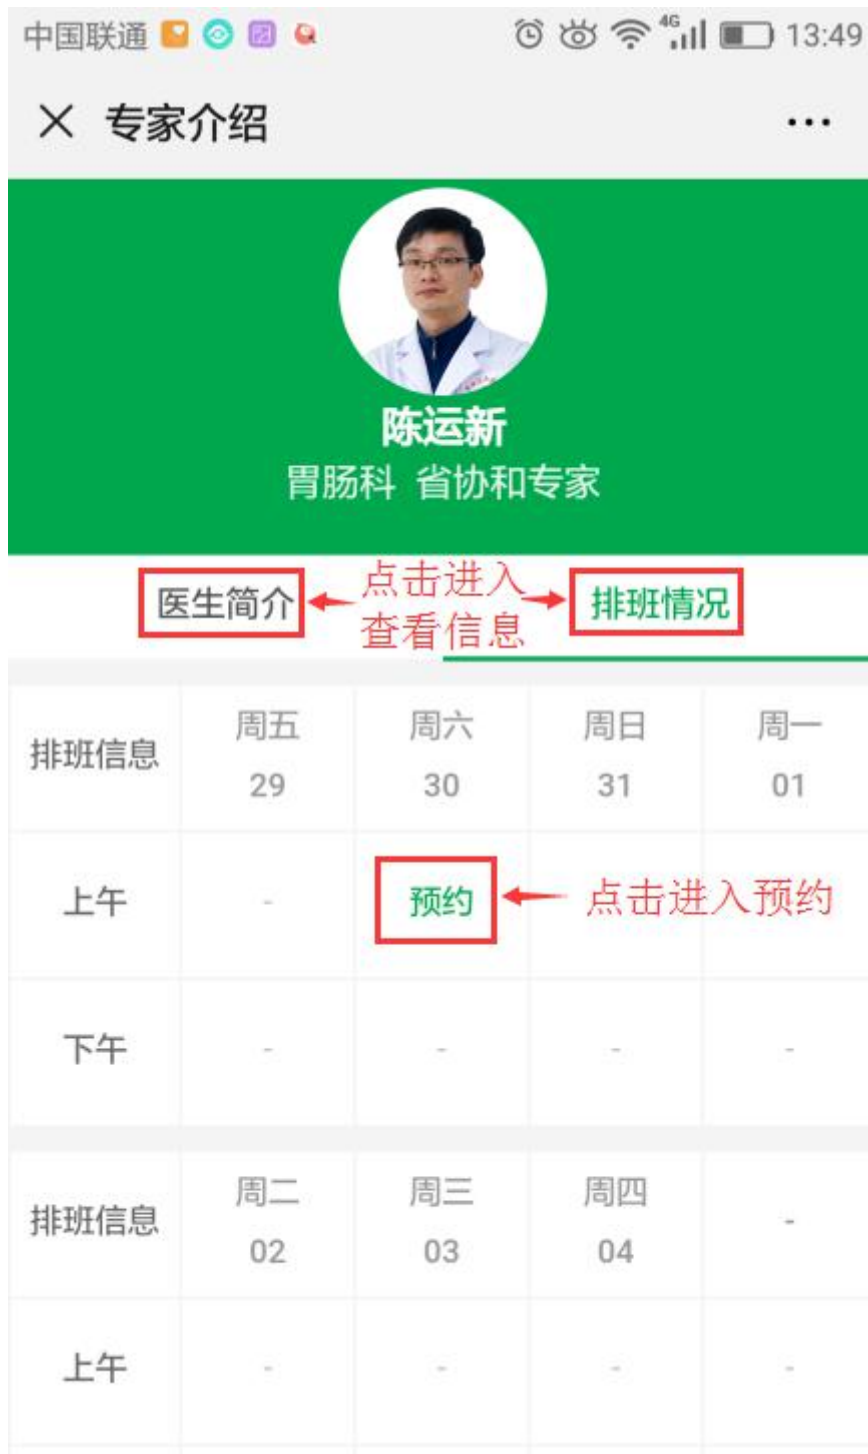 中国联通 4G 13:49
× 专家介绍 ...
陈运新
胃肠科 省协和专家
医生简介 点击进入查看信息 排班情况
排班信息 周五 29 周六 30 周日 31 周一 01
上午 - 预约 点击进入预约
下午 - - - -
排班信息 周二 02 周三 03 周四 04 -
上午 - - - -